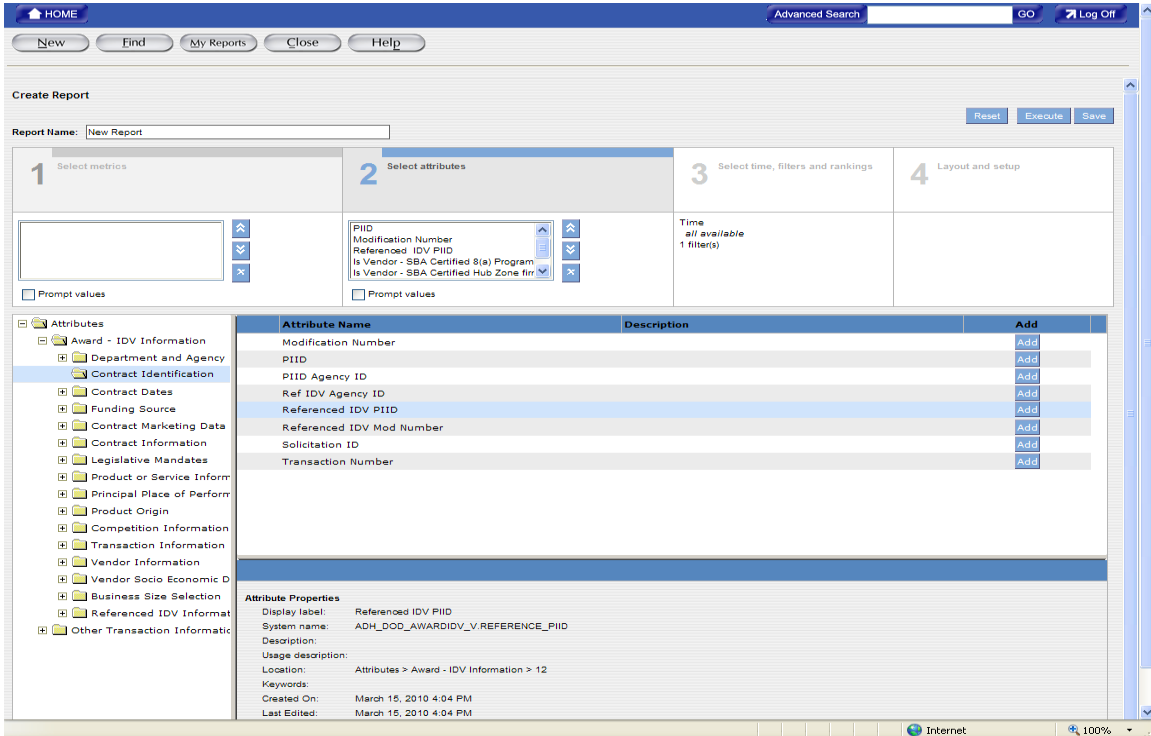 HOME
Advanced Search
GO
Log Off
New
Find
My Reports
Close
Help
Create Report
Reset
Execute
Save
Report Name: New Report
1 Select metrics
2 Select attributes
3 Select time, filters and rankings
4 Layout and setup
PIID
Modification Number
Referenced IDV PIID
Is Vendor - SBA Certified 8(a) Program
Is Vendor - SBA Certified Hub Zone firr
Prompt values
Prompt values
Time
all available
1 filter(s)
Attributes
Award - IDV Information
Department and Agency
Contract Identification
Contract Dates
Funding Source
Contract Marketing Data
Contract Information
Legislative Mandates
Product or Service Inform
Principal Place of Perform
Product Origin
Competition Information
Transaction Information
Vendor Information
Vendor Socio Economic D
Business Size Selection
Referenced IDV Informat
Other Transaction Informatic
Attribute Name Description Add
Modification Number Add
PIID Add
PIID Agency ID Add
Ref IDV Agency ID Add
Referenced IDV PIID Add
Referenced IDV Mod Number Add
Solicitation ID Add
Transaction Number Add
Attribute Properties
Display label: Referenced IDV PIID
System name: ADH_DOD_AWARDIDV_V.REFERENCE_PIID
Description:
Usage description:
Location: Attributes > Award - IDV Information > 12
Keywords:
Created On: March 15, 2010 4:04 PM
Last Edited: March 15, 2010 4:04 PM
Internet
100%